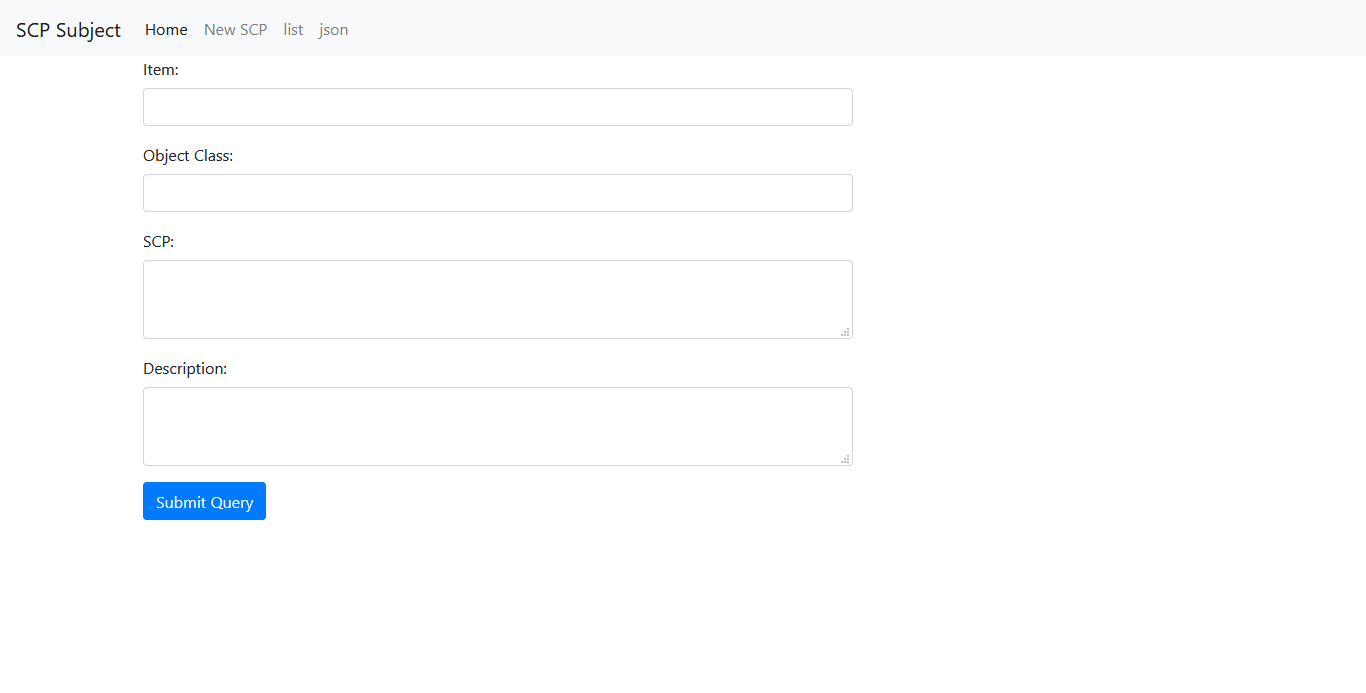 SCP Subject Home New SCP list json
Item:
Object Class:
SCP:
Description:
Submit Query